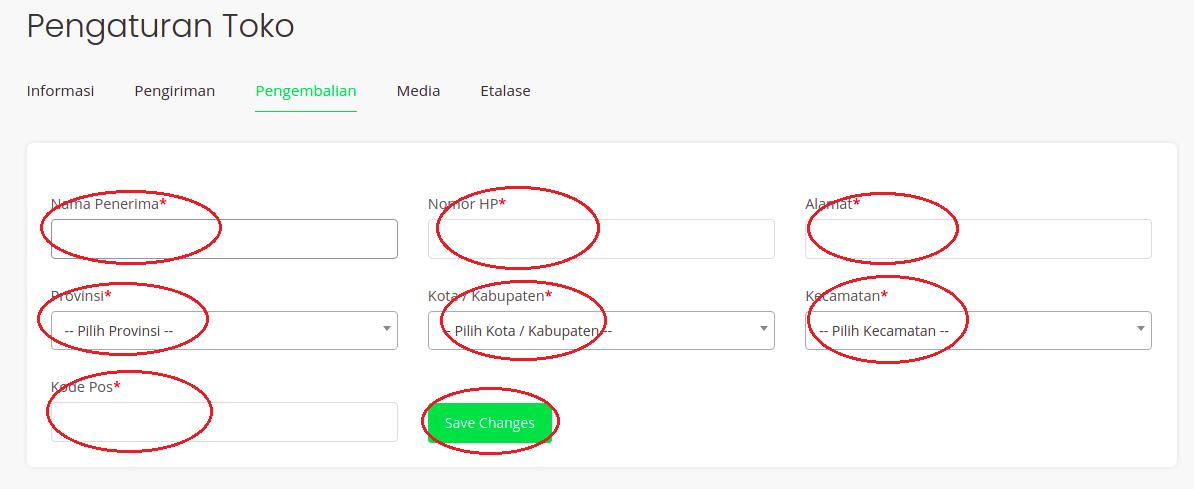 Pengaturan Toko
Informasi Pengiriman Pengembalian Media Etalase
Nama Penerima* Nomor HP* Alamat*
Provinsi* Kota / Kabupaten* Kecamatan*
-- Pilih Provinsi -- -- Pilih Kota / Kabupaten -- -- Pilih Kecamatan --
Kode Pos*
Save Changes